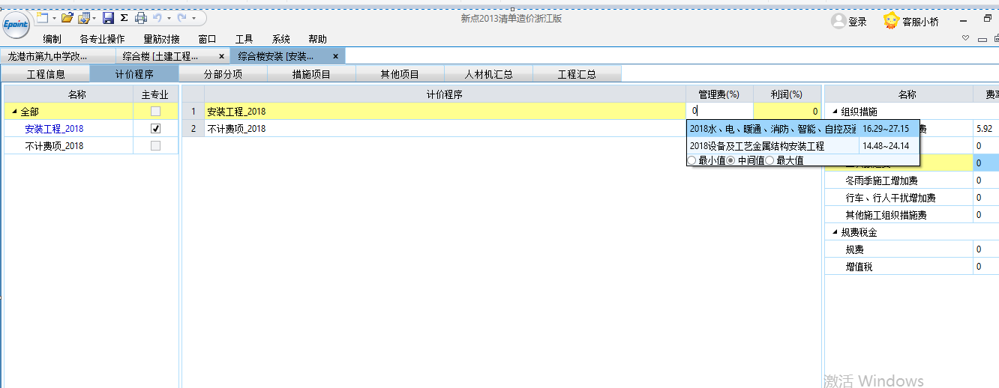 新点2013清单造价浙江版
Epoint
Σ
登录
客服小桥
编制 各专业操作 量筋对接 窗口 工具 系统 帮助
龙港市第九中学改... 综合楼 [土建工程... × 综合楼安装 [安装... ×
工程信息 计价程序 分部分项 措施项目 其他项目 人材机汇总 工程汇总
名称 主专业 计价程序 管理费(%) 利润(%) 名称
全部 1 安装工程_2018 0 0 组织措施
安装工程_2018 2 不计费项_2018 2018水、电、暖通、消防、智能、自控及通 16.29~27.15 费 5.92
不计费项_2018 2018设备及工艺金属结构安装工程 14.48~24.14 0
最小值 中间值 最大值 0
冬雨季施工增加费 0
行车、行人干扰增加费 0
其他施工组织措施费 0
规费税金
规费 0
增值税 0
激活 Windows